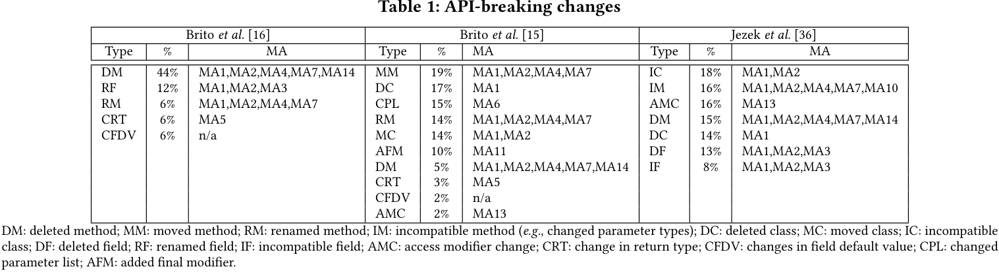 Table 1: API-breaking changes
Brito et al. [16] Brito et al. [15] Jezek et al. [36]
Type % MA Type % MA Type % MA
DM 44% MA1,MA2,MA4,MA7,MA14 MM 19% MA1,MA2,MA4,MA7 IC 18% MA1,MA2
RF 12% MA1,MA2,MA3 DC 17% MA1 IM 16% MA1,MA2,MA4,MA7,MA10
RM 6% MA1,MA2,MA4,MA7 CPL 15% MA6 AMC 16% MA13
CRT 6% MA5 RM 14% MA1,MA2,MA4,MA7 DM 15% MA1,MA2,MA4,MA7,MA14
CFDV 6% n/a MC 14% MA1,MA2 DC 14% MA1
AFM 10% MA11 DF 13% MA1,MA2,MA3
DM 5% MA1,MA2,MA4,MA7,MA14 IF 8% MA1,MA2,MA3
CRT 3% MA5
CFDV 2% n/a
AMC 2% MA13
DM: deleted method; MM: moved method; RM: renamed method; IM: incompatible method (e.g., changed parameter types); DC: deleted class; MC: moved class; IC: incompatible
class; DF: deleted field; RF: renamed field; IF: incompatible field; AMC: access modifier change; CRT: change in return type; CFDV: changes in field default value; CPL: changed
parameter list; AFM: added final modifier.